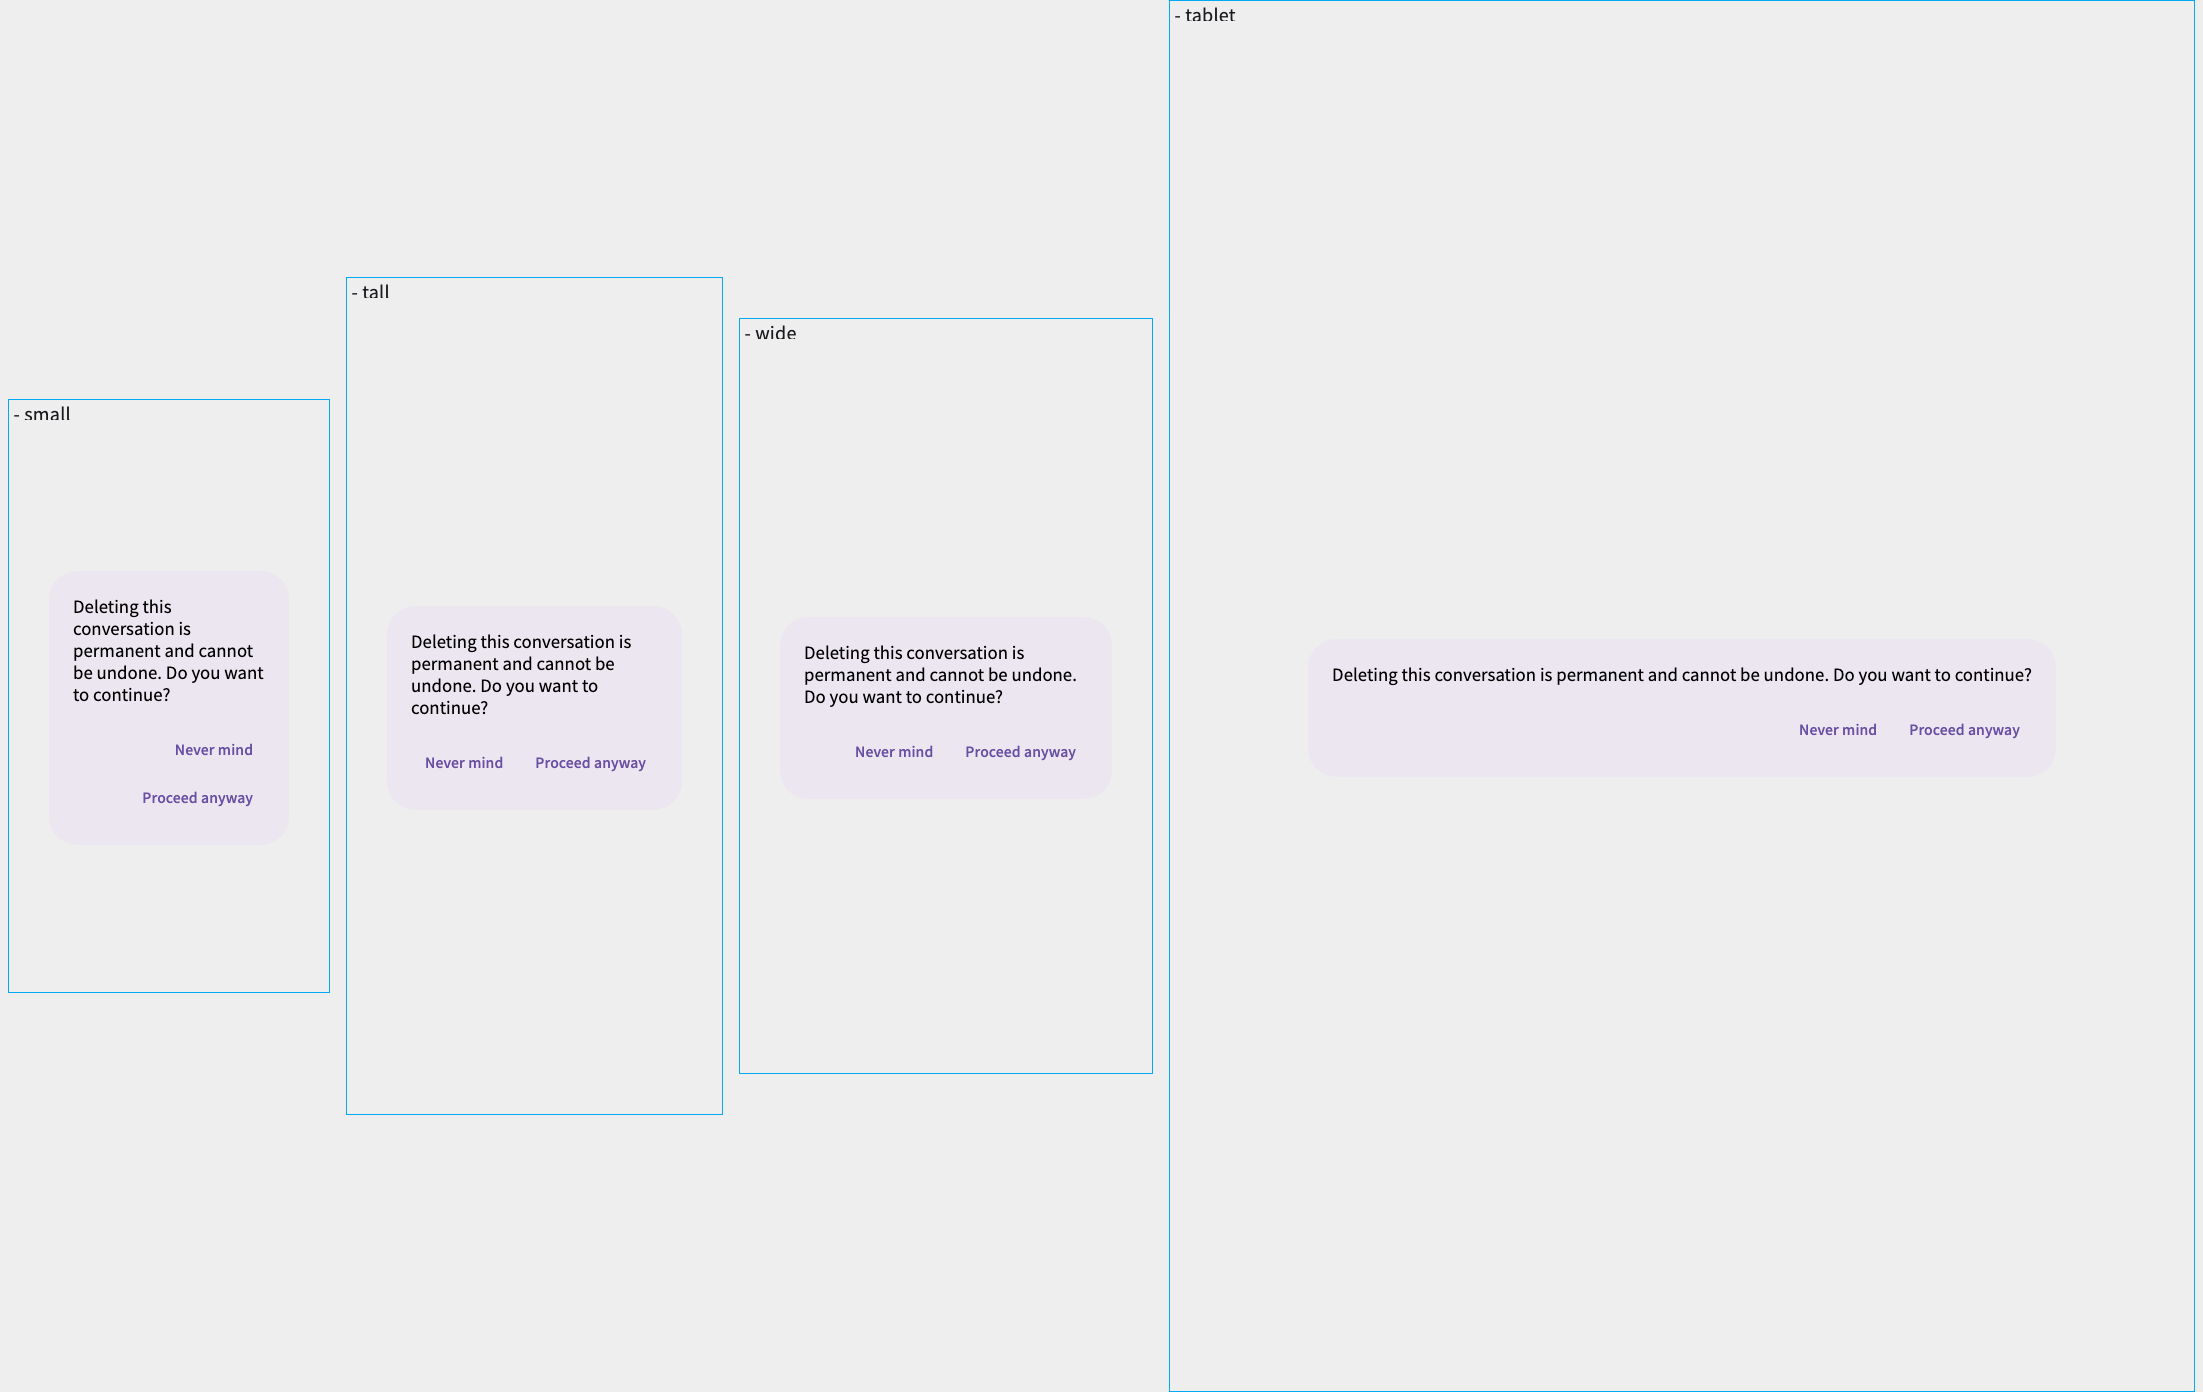 - small
Deleting this
conversation is
permanent and cannot
be undone. Do you want
to continue?
Never mind
Proceed anyway
- tall
Deleting this conversation is
permanent and cannot be
undone. Do you want to
continue?
Never mind Proceed anyway
- wide
Deleting this conversation is
permanent and cannot be undone.
Do you want to continue?
Never mind Proceed anyway
- tablet
Deleting this conversation is permanent and cannot be undone. Do you want to continue?
Never mind Proceed anyway